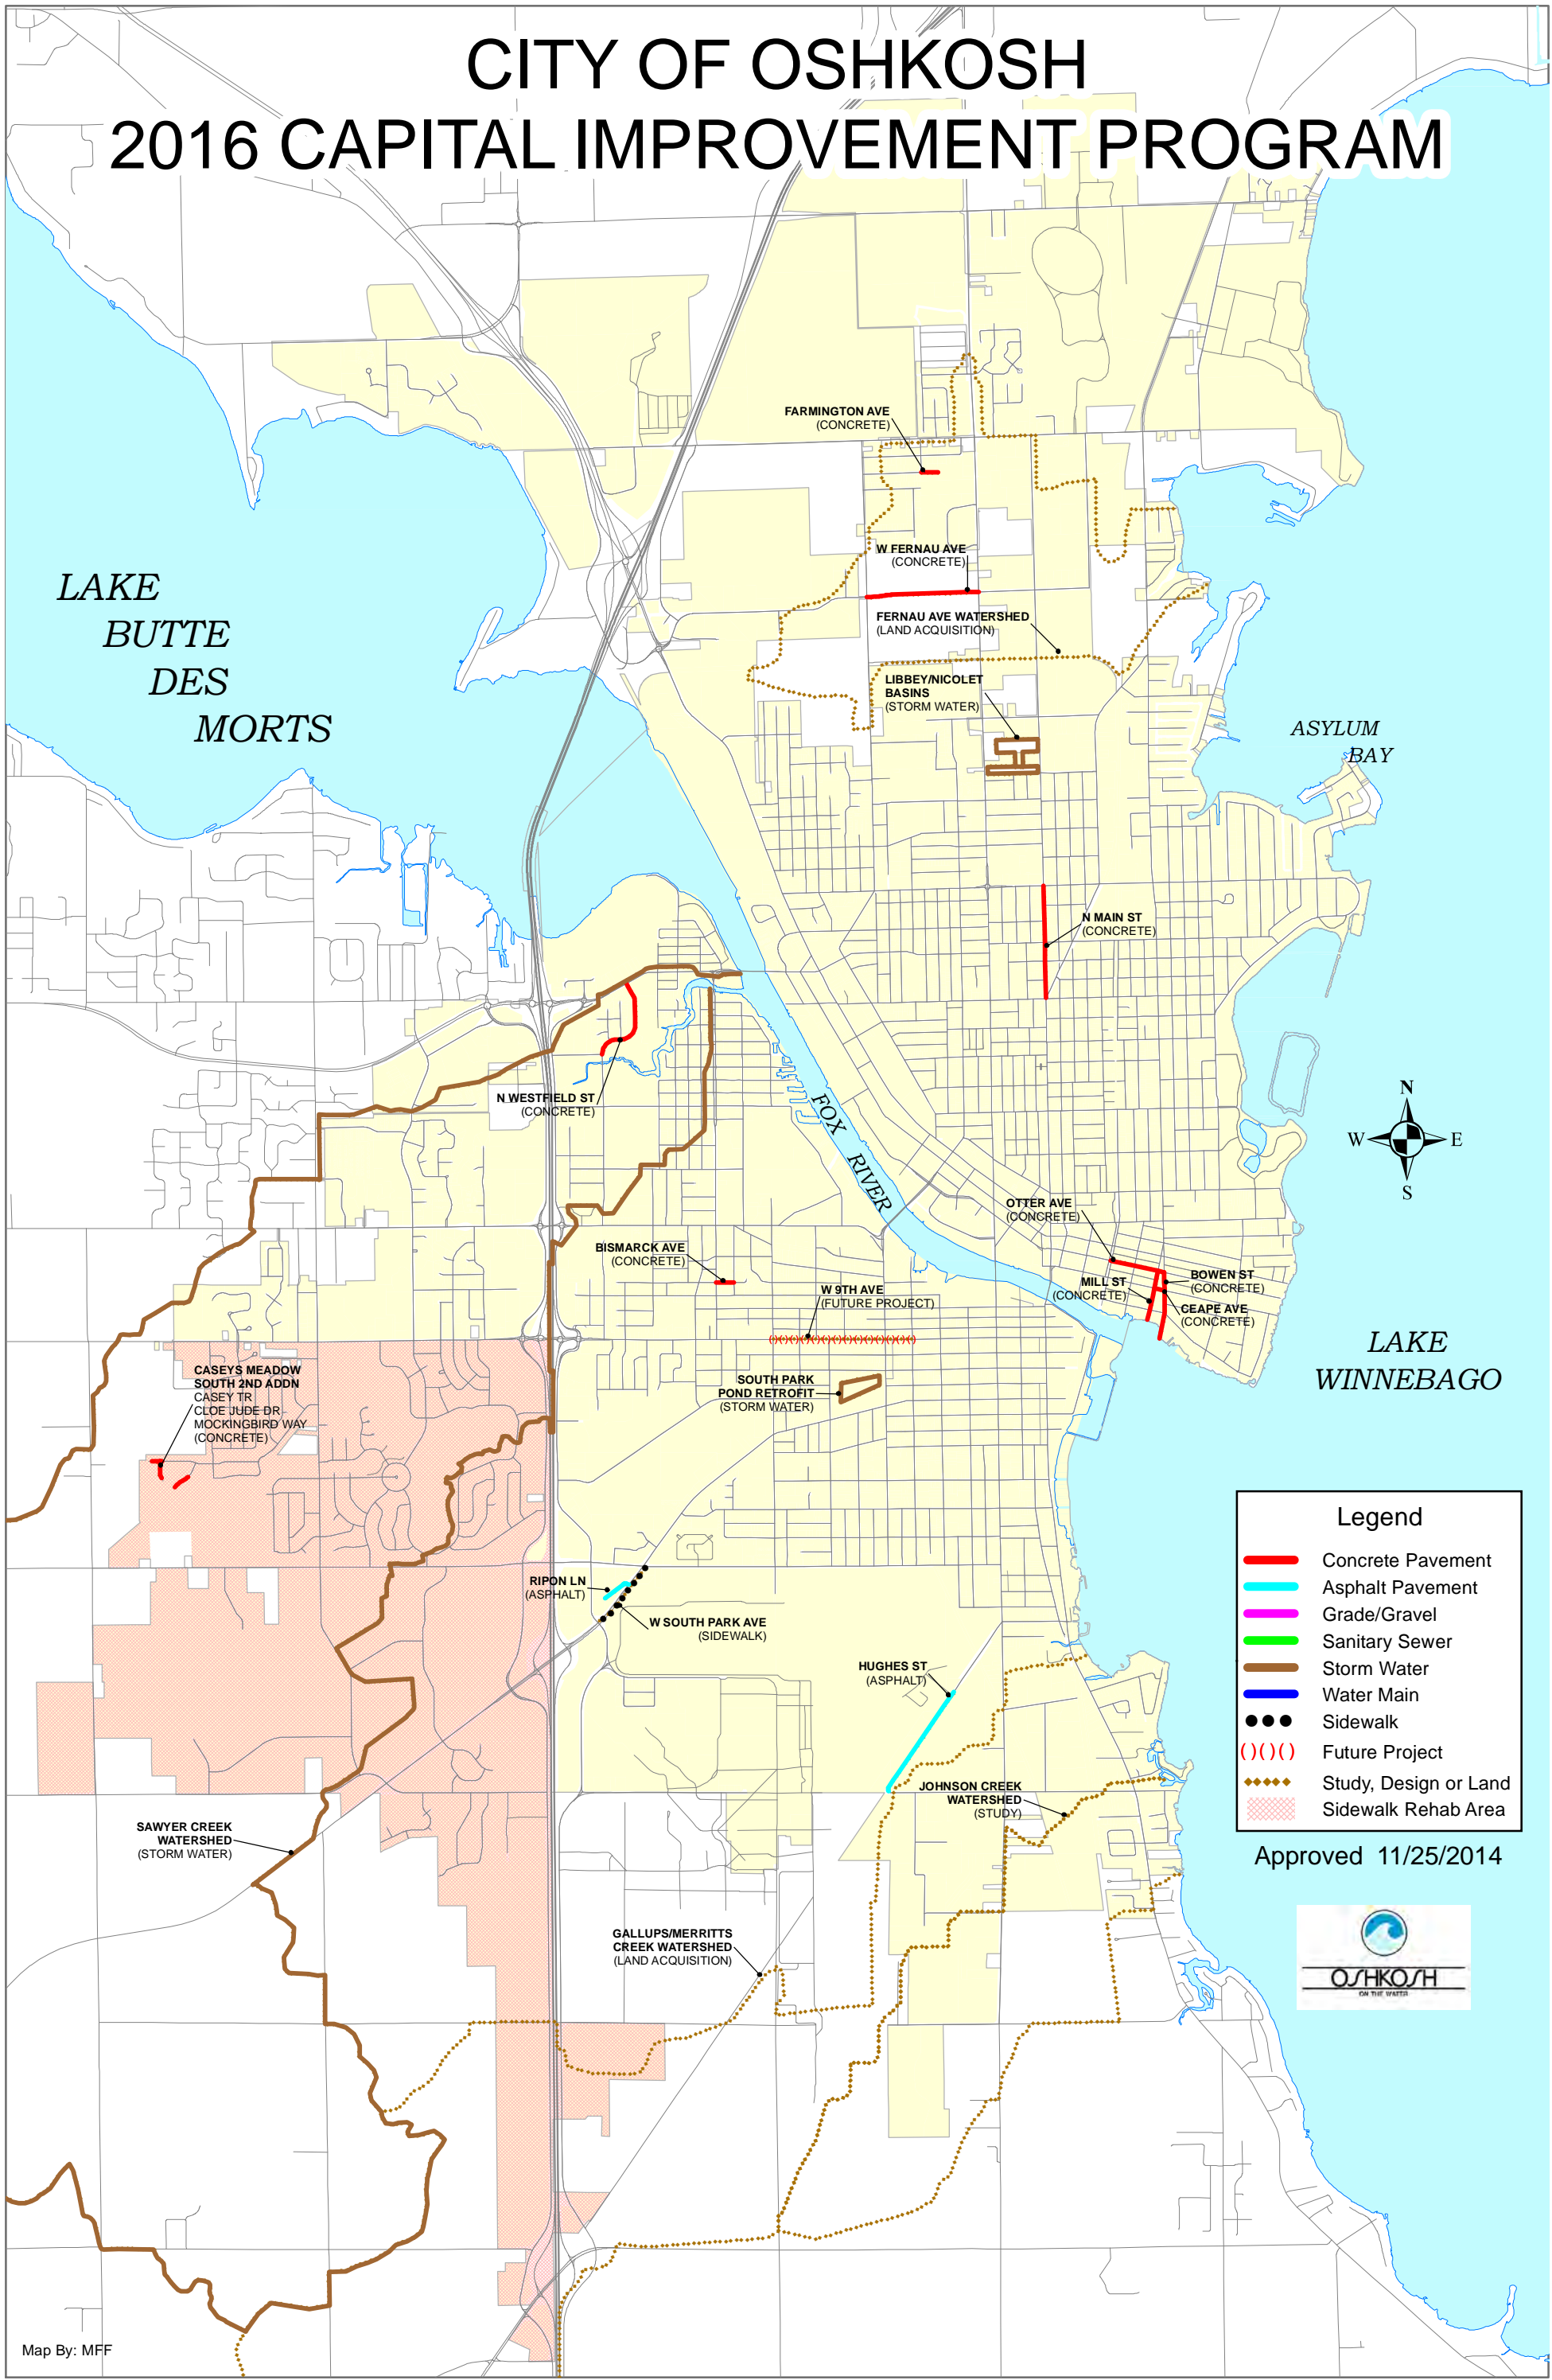 CITY OF OSHKOSH
2016 CAPITAL IMPROVEMENT PROGRAM
FARMINGTON AVE
(CONCRETE)
W FERNAU AVE
(CONCRETE)
FERNAU AVE WATERSHED
(LAND ACQUISITION)
LIBBEY/NICOLET
BASINS
(STORM WATER)
LAKE
BUTTE
DES
MORTS
ASYLUM
BAY
N MAIN ST
(CONCRETE)
N WESTFIELD ST
(CONCRETE)
FOX RIVER
N
W E
S
OTTER AVE
(CONCRETE)
BISMARCK AVE
(CONCRETE)
MILL ST
(CONCRETE)
BOWEN ST
(CONCRETE)
CEAPE AVE
(CONCRETE)
W 9TH AVE
(FUTURE PROJECT)
LAKE
WINNEBAGO
CASEYS MEADOW
SOUTH 2ND ADDN
CASEY TR
CLOE JUDE DR
MOCKINGBIRD WAY
(CONCRETE)
SOUTH PARK
POND RETROFIT
(STORM WATER)
RIPON LN
(ASPHALT)
W SOUTH PARK AVE
(SIDEWALK)
HUGHES ST
(ASPHALT)
JOHNSON CREEK
WATERSHED
(STUDY)
SAWYER CREEK
WATERSHED
(STORM WATER)
GALLUPS/MERRITTS
CREEK WATERSHED
(LAND ACQUISITION)
Legend
Concrete Pavement
Asphalt Pavement
Grade/Gravel
Sanitary Sewer
Storm Water
Water Main
Sidewalk
()()() Future Project
Study, Design or Land
Sidewalk Rehab Area
Approved 11/25/2014
OSHKOSH
ON THE WATER
Map By: MFF